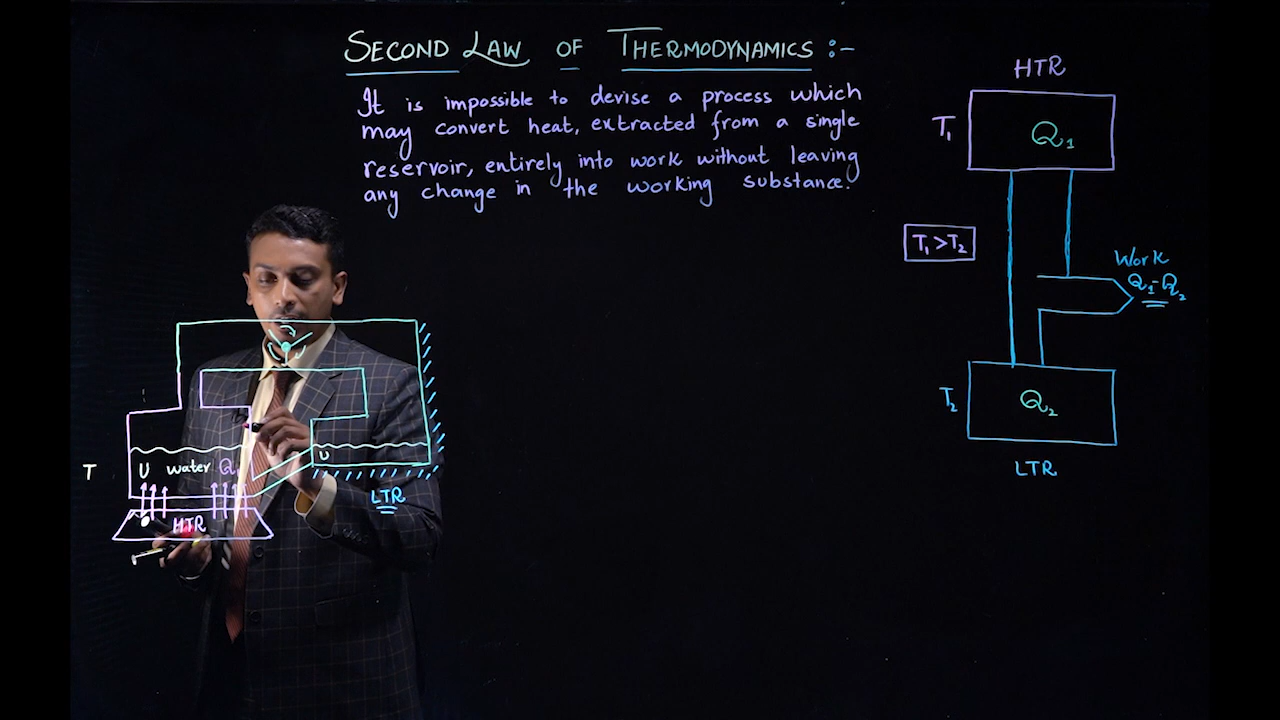 SECOND LAW OF THERMODYNAMICS :-
It is impossible to devise a process which
may convert heat, extracted from a single
reservoir, entirely into work without leaving
any change in the working substance.
HTR
T₁
Q₁
T₁ > T₂
Work
Q₁-Q₂
T₂
Q₂
LTR
T
U water Q
U
HTR
LTR